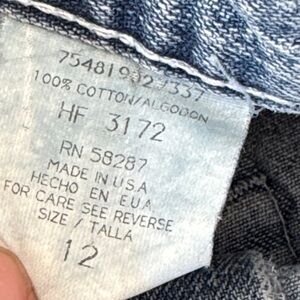 100% COTTON/ALGODON
HF 3172
RN 58287
MADE IN USA
HECHO EN EUA
FOR CARE SEE REVERSE
SIZE / TALLA
12